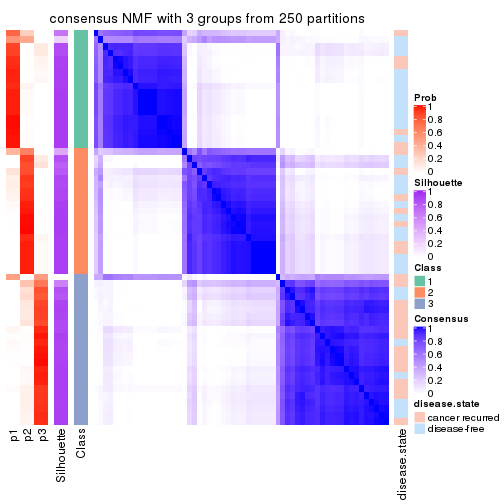 consensus NMF with 3 groups from 250 partitions
Prob
1
0.8
0.6
0.4
0.2
0
Silhouette
1
0.8
0.6
0.4
0.2
0
Class
1
2
3
Consensus
1
0.8
0.6
0.4
0.2
0
disease.state
cancer recurred
disease-free
p1
p2
p3
Silhouette
Class
disease.state